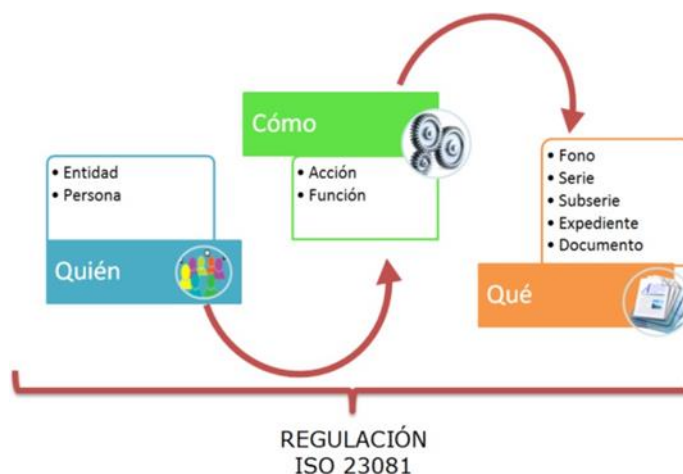 • Entidad
• Persona
Quién
Cómo
• Acción
• Función
• Fono
• Serie
• Subserie
• Expediente
• Documento
Qué
REGULACIÓN
ISO 23081